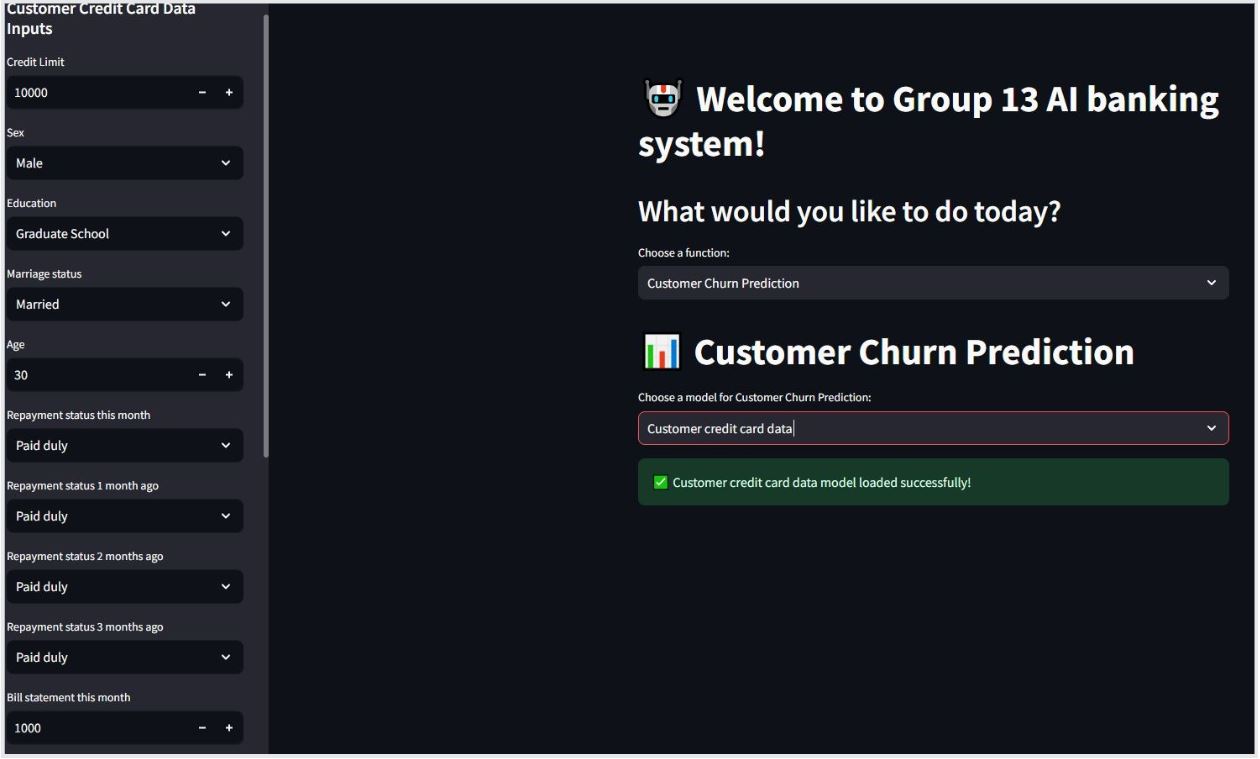 Customer Credit Card Data
Inputs
Credit Limit
10000
Sex
Male
Education
Graduate School
Marriage status
Married
Age
30
Repayment status this month
Paid duly
Repayment status 1 month ago
Paid duly
Repayment status 2 months ago
Paid duly
Repayment status 3 months ago
Paid duly
Bill statement this month
1000
Welcome to Group 13 AI banking
system!
What would you like to do today?
Choose a function:
Customer Churn Prediction
Customer Churn Prediction
Choose a model for Customer Churn Prediction:
Customer credit card data
Customer credit card data model loaded successfully!